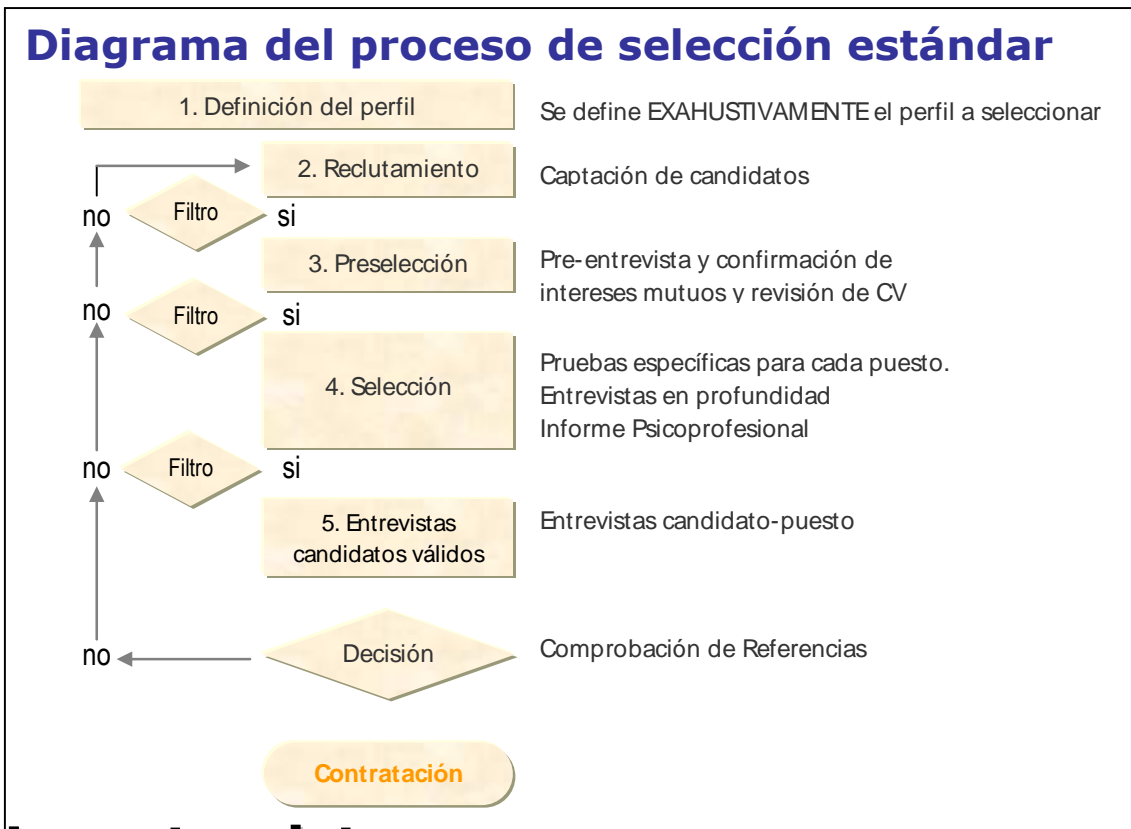 Diagrama del proceso de selección estándar
1. Definición del perfil
Se define EXAHUSTIVAMENTE el perfil a seleccionar
2. Reclutamiento
Captación de candidatos
no
Filtro
si
3. Preselección
Pre-entrevista y confirmación de
intereses mutuos y revisión de CV
no
Filtro
si
4. Selección
Pruebas específicas para cada puesto.
Entrevistas en profundidad
Informe Psicoprofesional
no
Filtro
si
5. Entrevistas
candidatos válidos
Entrevistas candidato-puesto
no
Decisión
Comprobación de Referencias
Contratación